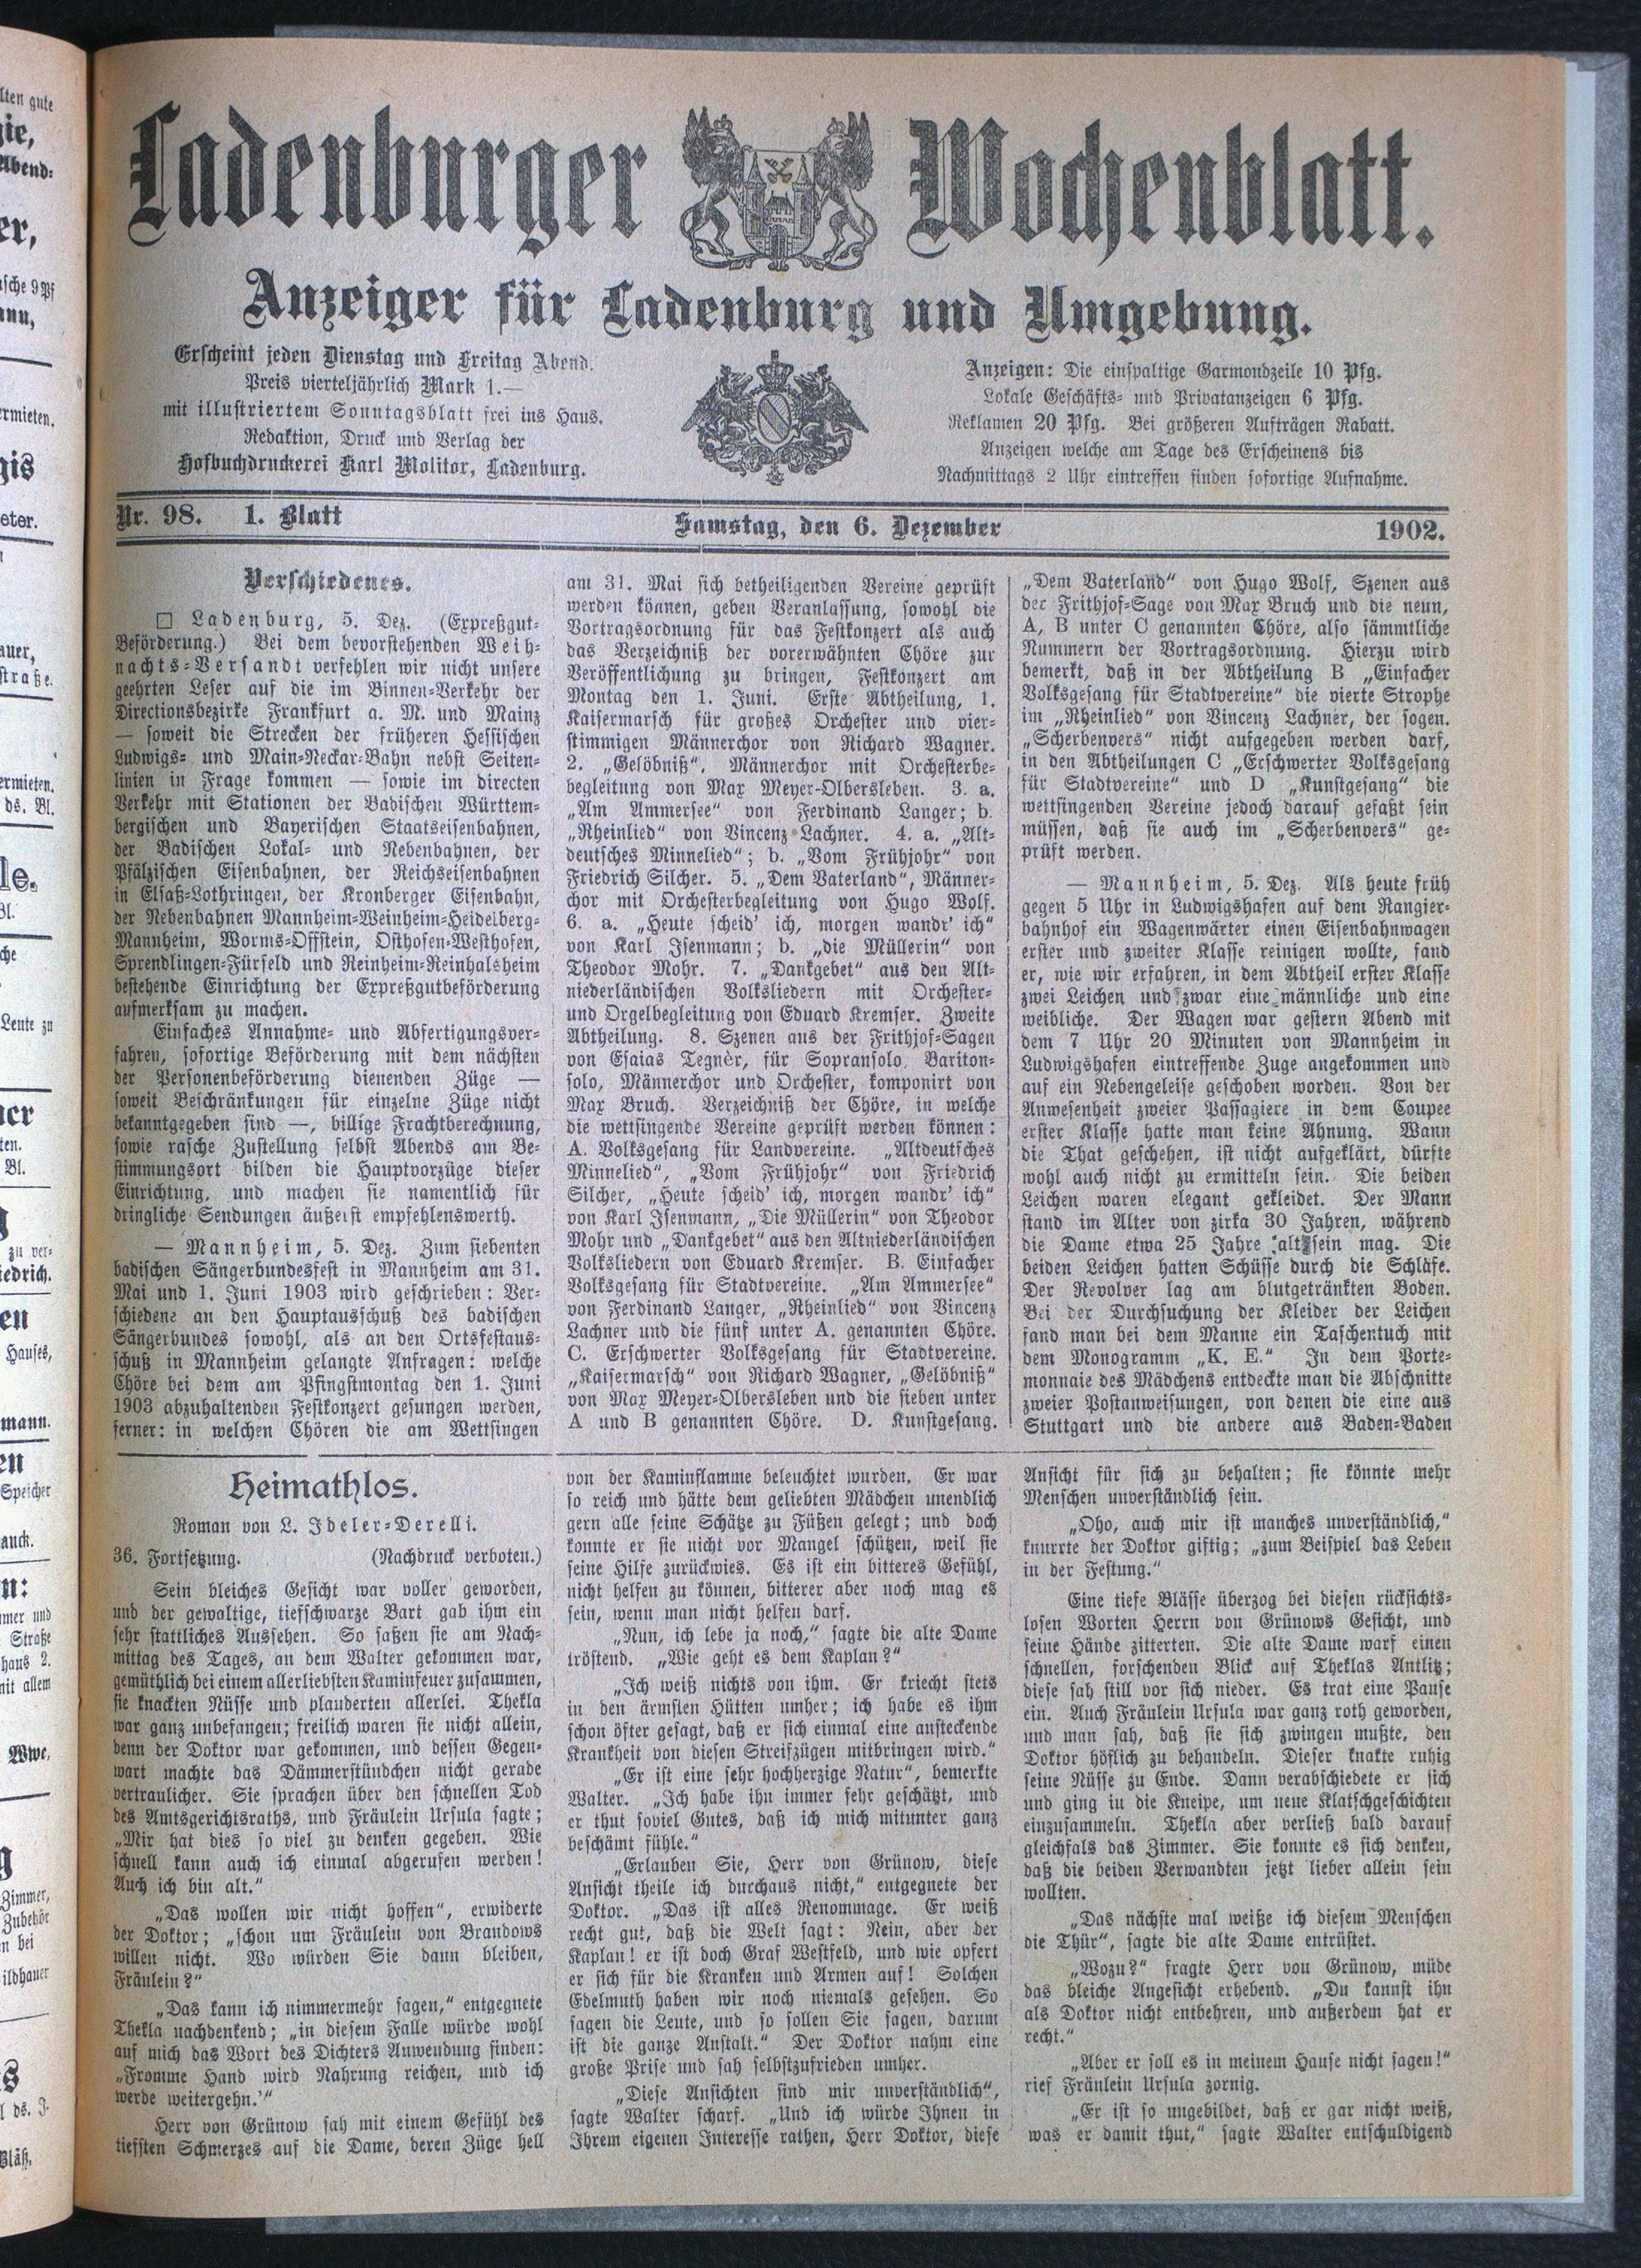 Ladenburger Wochenblatt.
Anzeiger für Ladenburg und Umgebung.
Erscheint jeden Dienstag und Freitag Abend.
Preis vierteljährlich Mark 1.—
mit illustriertem Sonntagsblatt frei ins Haus.
Redaktion, Druck und Verlag der
Hofbuchdruckerei Karl Molitor, Ladenburg.
Anzeigen: Die einspaltige Garmondzeile 10 Pfg.
Lokale Geschäfts- und Privatanzeigen 6 Pfg.
Reklamen 20 Pfg. Bei größeren Aufträgen Rabatt.
Anzeigen welche am Tage des Erscheinens bis
Nachmittags 2 Uhr eintreffen finden sofortige Aufnahme.
Nr. 98. 1. Blatt Samstag, den 6. Dezember 1902.
Verschiedenes.
□ Ladenburg, 5. Dez. (Expreßgut-
Beförderung.) Bei dem bevorstehenden Weih-
nachts-Versandt verfehlen wir nicht unsere
geehrten Leser auf die im Binnen-Verkehr der
Directionsbezirke Frankfurt a. M. und Mainz
— soweit die Strecken der früheren Hessischen
Ludwigs- und Main-Neckar-Bahn nebst Seiten-
linien in Frage kommen — sowie im directen
Verkehr mit Stationen der Badischen Württem-
bergischen und Bayerischen Staatseisenbahnen,
der Badischen Lokal- und Nebenbahnen, der
Pfälzischen Eisenbahnen, der Reichseisenbahnen
in Elsaß-Lothringen, der Kronberger Eisenbahn,
der Nebenbahnen Mannheim-Weinheim-Heidelberg-
Mannheim, Worms-Offstein, Osthofen-Westhofen,
Sprendlingen-Fürfeld und Reinheim-Reinhalsheim
bestehende Einrichtung der Expreßgutbeförderung
aufmerksam zu machen.
Einfaches Annahme- und Abfertigungsver-
fahren, sofortige Beförderung mit dem nächsten
der Personenbeförderung dienenden Züge —
soweit Beschränkungen für einzelne Züge nicht
bekanntgegeben sind —, billige Frachtberechnung,
sowie rasche Zustellung selbst Abends am Be-
stimmungsort bilden die Hauptvorzüge dieser
Einrichtung, und machen sie namentlich für
dringliche Sendungen äußerst empfehlenswerth.
— Mannheim, 5. Dez. Zum siebenten
badischen Sängerbundesfest in Mannheim am 31.
Mai und 1. Juni 1903 wird geschrieben: Ver-
schiedene an den Hauptausschuß des badischen
Sängerbundes sowohl, als an den Ortsfestaus-
schuß in Mannheim gelangte Anfragen: welche
Chöre bei dem am Pfingstmontag den 1. Juni
1903 abzuhaltenden Festkonzert gesungen werden,
ferner: in welchen Chören die am Wettsingen
am 31. Mai sich betheiligenden Vereine geprüft
werden können, geben Veranlassung, sowohl die
Vortragsordnung für das Festkonzert als auch
das Verzeichniß der vorerwähnten Chöre zur
Veröffentlichung zu bringen, Festkonzert am
Montag den 1. Juni. Erste Abtheilung, 1.
Kaisermarsch für großes Orchester und vier-
stimmigen Männerchor von Richard Wagner.
2. „Gelöbniß“, Männerchor mit Orchesterbe-
begleitung von Max Meyer-Olbersleben. 3. a.
„Am Ammersee“ von Ferdinand Langer; b.
„Rheinlied“ von Vincenz Lachner. 4. a. „Alt-
deutsches Minnelied“; b. „Vom Frühjohr“ von
Friedrich Silcher. 5. „Dem Vaterland“, Männer-
chor mit Orchesterbegleitung von Hugo Wolf.
6. a. „Heute scheid’ ich, morgen wandr’ ich“
von Karl Isenmann; b. „die Müllerin“ von
Theodor Mohr. 7. „Dankgebet“ aus den Alt-
niederländischen Volksliedern mit Orchester-
und Orgelbegleitung von Eduard Kremser. Zweite
Abtheilung. 8. Szenen aus der Frithjof-Sagen
von Esaias Tegnèr, für Sopransolo, Bariton-
solo, Männerchor und Orchester, komponirt von
Max Bruch. Verzeichniß der Chöre, in welche
die wettsingende Vereine geprüft werden können:
A. Volksgesang für Landvereine. „Altdeutsches
Minnelied“, „Vom Frühjohr“ von Friedrich
Silcher, „Heute scheid’ ich, morgen wandr’ ich“
von Karl Isenmann, „Die Müllerin“ von Theodor
Mohr und „Dankgebet“ aus den Altniederländischen
Volksliedern von Eduard Kremser. B. Einfacher
Volksgesang für Stadtvereine. „Am Ammersee“
von Ferdinand Langer, „Rheinlied“ von Vincenz
Lachner und die fünf unter A. genannten Chöre.
C. Erschwerter Volksgesang für Stadtvereine.
„Kaisermarsch“ von Richard Wagner, „Gelöbniß“
von Max Meyer-Olbersleben und die sieben unter
A und B genannten Chöre. D. Kunstgesang.
„Dem Vaterland“ von Hugo Wolf, Szenen aus
der Frithjof-Sage von Max Bruch und die neun,
A, B unter C genannten Chöre, also sämmtliche
Nummern der Vortragsordnung. Hierzu wird
bemerkt, daß in der Abtheilung B „Einfacher
Volksgesang für Stadtvereine“ die vierte Strophe
im „Rheinlied“ von Vincenz Lachner, der sogen.
„Scherbenvers“ nicht aufgegeben werden darf,
in den Abtheilungen C „Erschwerter Volksgesang
für Stadtvereine“ und D „Kunstgesang“ die
wettsingenden Vereine jedoch darauf gefaßt sein
müssen, daß sie auch im „Scherbenvers“ ge-
prüft werden.
— Mannheim, 5. Dez. Als heute früh
gegen 5 Uhr in Ludwigshafen auf dem Rangier-
bahnhof ein Wagenwärter einen Eisenbahnwagen
erster und zweiter Klasse reinigen wollte, fand
er, wie wir erfahren, in dem Abtheil erster Klasse
zwei Leichen und zwar eine männliche und eine
weibliche. Der Wagen war gestern Abend mit
dem 7 Uhr 20 Minuten von Mannheim in
Ludwigshafen eintreffende Zuge angekommen und
auf ein Nebengeleise geschoben worden. Von der
Anwesenheit zweier Passagiere in dem Coupee
erster Klasse hatte man keine Ahnung. Wann
die That geschehen, ist nicht aufgeklärt, dürfte
wohl auch nicht zu ermitteln sein. Die beiden
Leichen waren elegant gekleidet. Der Mann
stand im Alter von zirka 30 Jahren, während
die Dame etwa 25 Jahre alt sein mag. Die
beiden Leichen hatten Schüsse durch die Schläfe.
Der Revolver lag am blutgetränkten Boden.
Bei der Durchsuchung der Kleider der Leichen
fand man bei dem Manne ein Taschentuch mit
dem Monogramm „K. E.“ In dem Porte-
monnaie des Mädchens entdeckte man die Abschnitte
zweier Postanweisungen, von denen die eine aus
Stuttgart und die andere aus Baden-Baden
Heimathlos.
Roman von L. Ideler-Derelli.
36. Fortsetzung. (Nachdruck verboten.)
Sein bleiches Gesicht war voller geworden,
und der gewaltige, tiefschwarze Bart gab ihm ein
sehr stattliches Aussehen. So saßen sie am Nach-
mittag des Tages, an dem Walter gekommen war,
gemüthlich bei einem allerliebsten Kaminfeuer zusammen,
sie knackten Nüsse und plauderten allerlei. Thekla
war ganz unbefangen; freilich waren sie nicht allein,
denn der Doktor war gekommen, und dessen Gegen-
wart machte das Dämmerstündchen nicht gerade
vertraulicher. Sie sprachen über den schnellen Tod
des Amtsgerichtsraths, und Fräulein Ursula sagte;
„Mir hat dies so viel zu denken gegeben. Wie
schnell kann auch ich einmal abgerufen werden!
Auch ich bin alt.“
„Das wollen wir nicht hoffen“, erwiderte
der Doktor; „schon um Fräulein von Brandows
willen nicht. Wo würden Sie dann bleiben,
Fräulein?“
„Das kann ich nimmermehr sagen,“ entgegnete
Thekla nachdenkend; „in diesem Falle würde wohl
auf mich das Wort des Dichters Anwendung finden:
„Fromme Hand wird Nahrung reichen, und ich
werde weitergehn.’“
Herr von Grünow sah mit einem Gefühl des
tiefsten Schmerzes auf die Dame, deren Züge hell
von der Kaminflamme beleuchtet wurden. Er war
so reich und hätte dem geliebten Mädchen unendlich
gern alle seine Schätze zu Füßen gelegt; und doch
konnte er sie nicht vor Mangel schützen, weil sie
seine Hilfe zurückwies. Es ist ein bitteres Gefühl,
nicht helfen zu können, bitterer aber noch mag es
sein, wenn man nicht helfen darf.
„Nun, ich lebe ja noch,“ sagte die alte Dame
tröstend. „Wie geht es dem Kaplan?“
„Ich weiß nichts von ihm. Er kriecht stets
in den ärmsten Hütten umher; ich habe es ihm
schon öfter gesagt, daß er sich einmal eine ansteckende
Krankheit von diesen Streifzügen mitbringen wird.“
„Er ist eine sehr hochherzige Natur“, bemerkte
Walter. „Ich habe ihn immer sehr geschätzt, und
er thut soviel Gutes, daß ich mich mitunter ganz
beschämt fühle.“
„Erlauben Sie, Herr von Grünow, diese
Ansicht theile ich durchaus nicht,“ entgegnete der
Doktor. „Das ist alles Renommage. Er weiß
recht gut, daß die Welt sagt: Nein, aber der
Kaplan! er ist doch Graf Westfeld, und wie opfert
er sich für die Kranken und Armen auf! Solchen
Edelmuth haben wir noch niemals gesehen. So
sagen die Leute, und so sollen Sie sagen, darum
ist die ganze Anstalt.“ Der Doktor nahm eine
große Prise und sah selbstzufrieden umher.
„Diese Ansichten sind mir unverständlich“,
sagte Walter scharf. „Und ich würde Ihnen in
Ihrem eigenen Interesse rathen, Herr Doktor, diese
Ansicht für sich zu behalten; sie könnte mehr
Menschen unverständlich sein.
„Oho, auch mir ist manches unverständlich,“
knurrte der Doktor giftig; „zum Beispiel das Leben
in der Festung.“
Eine tiefe Blässe überzog bei diesen rücksichts-
losen Worten Herrn von Grünows Gesicht, und
seine Hände zitterten. Die alte Dame warf einen
schnellen, forschenden Blick auf Theklas Antlitz;
diese sah still vor sich nieder. Es trat eine Pause
ein. Auch Fräulein Ursula war ganz roth geworden,
und man sah, daß sie sich zwingen mußte, den
Doktor höflich zu behandeln. Dieser knakte ruhig
seine Nüsse zu Ende. Dann verabschiedete er sich
und ging in die Kneipe, um neue Klatschgeschichten
einzusammeln. Thekla aber verließ bald darauf
gleichfals das Zimmer. Sie konnte es sich denken,
daß die beiden Verwandten jetzt lieber allein sein
wollten.
„Das nächste mal weiße ich diesem Menschen
die Thür“, sagte die alte Dame entrüstet.
„Wozu?“ fragte Herr von Grünow, müde
das bleiche Angesicht erhebend. „Du kannst ihn
als Doktor nicht entbehren, und außerdem hat er
recht.“
„Aber er soll es in meinem Hause nicht sagen!“
rief Fräulein Ursula zornig.
„Er ist so ungebildet, daß er gar nicht weiß,
was er damit thut,“ sagte Walter entschuldigend